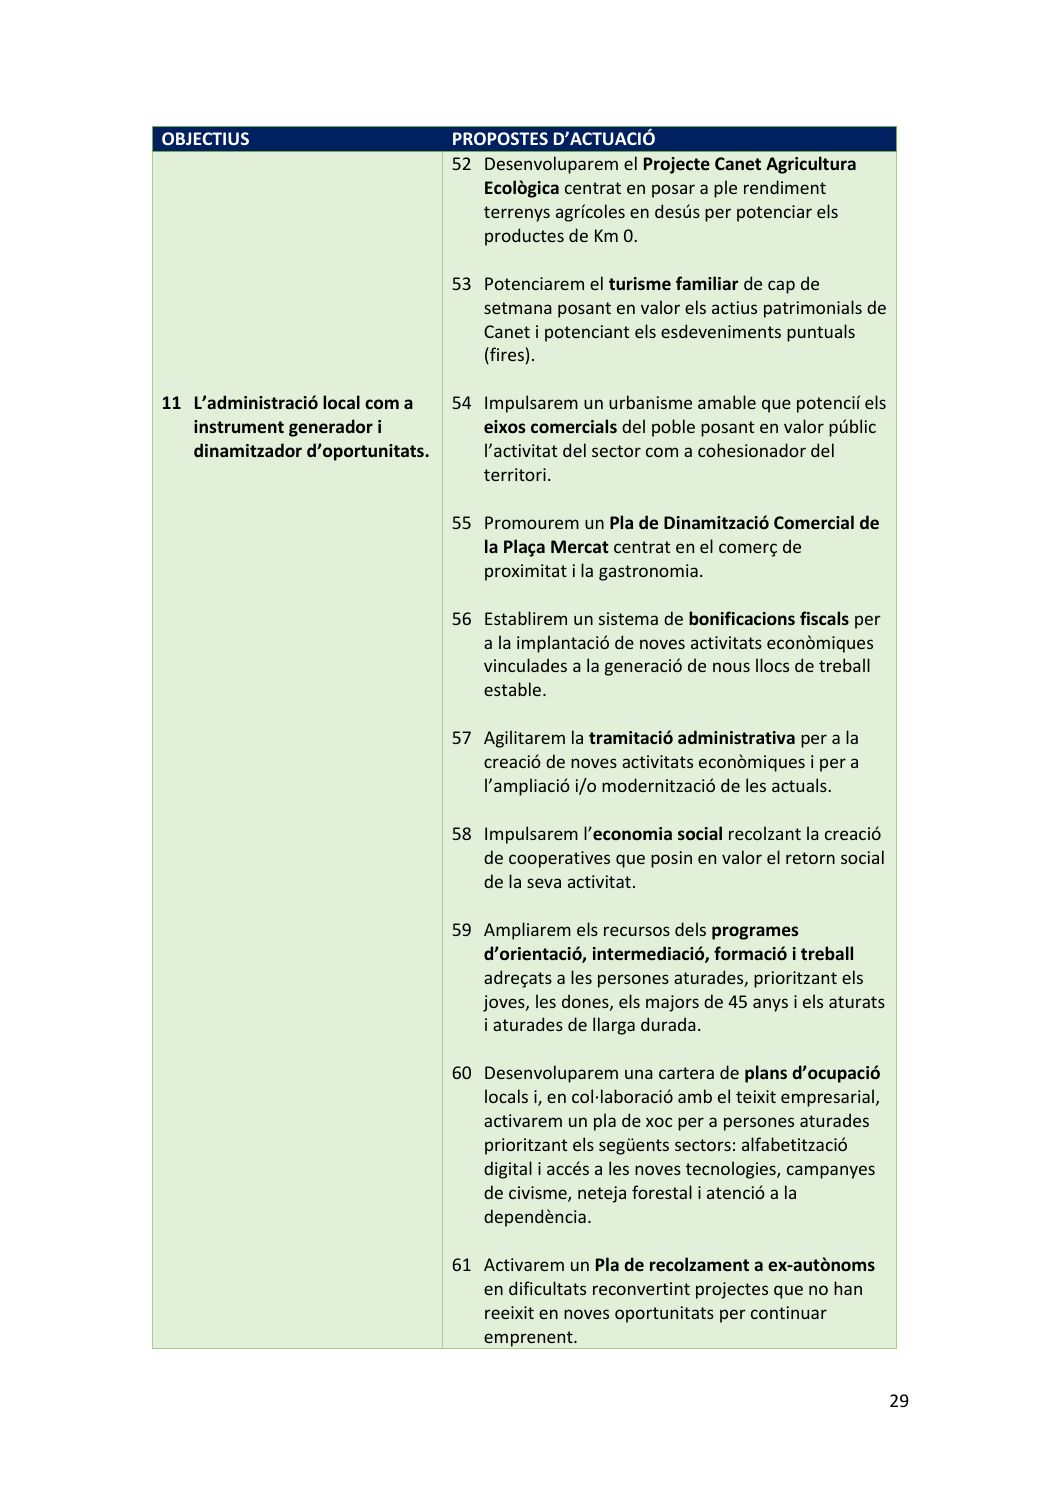 OBJECTIUS PROPOSTES D’ACTUACIÓ
52 Desenvoluparem el Projecte Canet Agricultura
Ecològica centrat en posar a ple rendiment
terrenys agrícoles en desús per potenciar els
productes de Km 0.
53 Potenciarem el turisme familiar de cap de
setmana posant en valor els actius patrimonials de
Canet i potenciant els esdeveniments puntuals
(fires).
11 L’administració local com a
instrument generador i
dinamitzador d’oportunitats.
54 Impulsarem un urbanisme amable que potenciï els
eixos comercials del poble posant en valor públic
l’activitat del sector com a cohesionador del
territori.
55 Promourem un Pla de Dinamització Comercial de
la Plaça Mercat centrat en el comerç de
proximitat i la gastronomia.
56 Establirem un sistema de bonificacions fiscals per
a la implantació de noves activitats econòmiques
vinculades a la generació de nous llocs de treball
estable.
57 Agilitarem la tramitació administrativa per a la
creació de noves activitats econòmiques i per a
l’ampliació i/o modernització de les actuals.
58 Impulsarem l’economia social recolzant la creació
de cooperatives que posin en valor el retorn social
de la seva activitat.
59 Ampliarem els recursos dels programes
d’orientació, intermediació, formació i treball
adreçats a les persones aturades, prioritzant els
joves, les dones, els majors de 45 anys i els aturats
i aturades de llarga durada.
60 Desenvoluparem una cartera de plans d’ocupació
locals i, en col·laboració amb el teixit empresarial,
activarem un pla de xoc per a persones aturades
prioritzant els següents sectors: alfabetització
digital i accés a les noves tecnologies, campanyes
de civisme, neteja forestal i atenció a la
dependència.
61 Activarem un Pla de recolzament a ex-autònoms
en dificultats reconvertint projectes que no han
reeixit en noves oportunitats per continuar
emprenent.
29